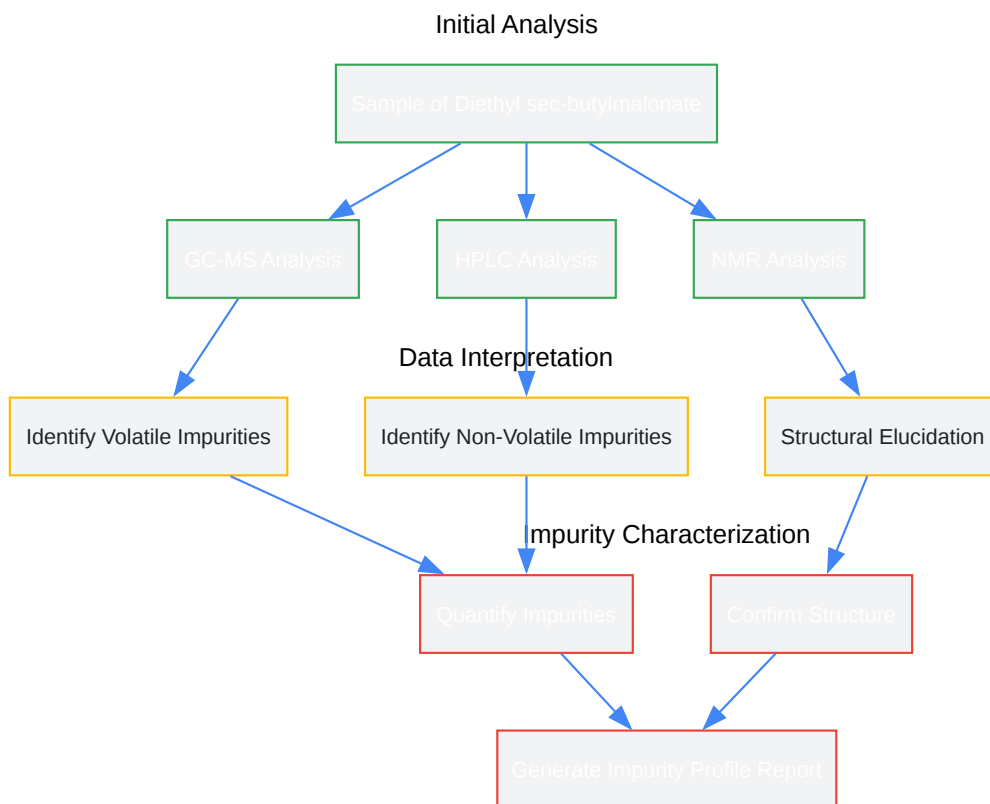 Initial Analysis
Sample of Diethyl sec-butylmalonate
GC-MS Analysis
HPLC Analysis
NMR Analysis
Data Interpretation
Identify Volatile Impurities
Identify Non-Volatile Impurities
Structural Elucidation
Impurity Characterization
Quantify Impurities
Confirm Structure
Generate Impurity Profile Report